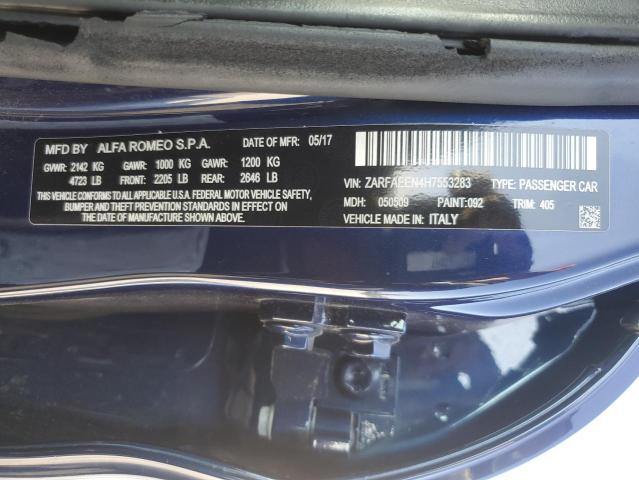 MFD BY ALFA ROMEO S.P.A. DATE OF MFR: 05/17
GVWR: 2142 KG GAWR: 1000 KG GAWR: 1200 KG
4723 LB FRONT: 2205 LB REAR: 2646 LB
THIS VEHICLE CONFORMS TO ALL APPLICABLE U.S.A. FEDERAL MOTOR VEHICLE SAFETY,
BUMPER AND THEFT PREVENTION STANDARDS IN EFFECT ON
THE DATE OF MANUFACTURE SHOWN ABOVE.
VIN: ZARFAEEN4H7553283 TYPE: PASSENGER CAR
MDH: 050509 PAINT:092 TRIM: 405
VEHICLE MADE IN: ITALY